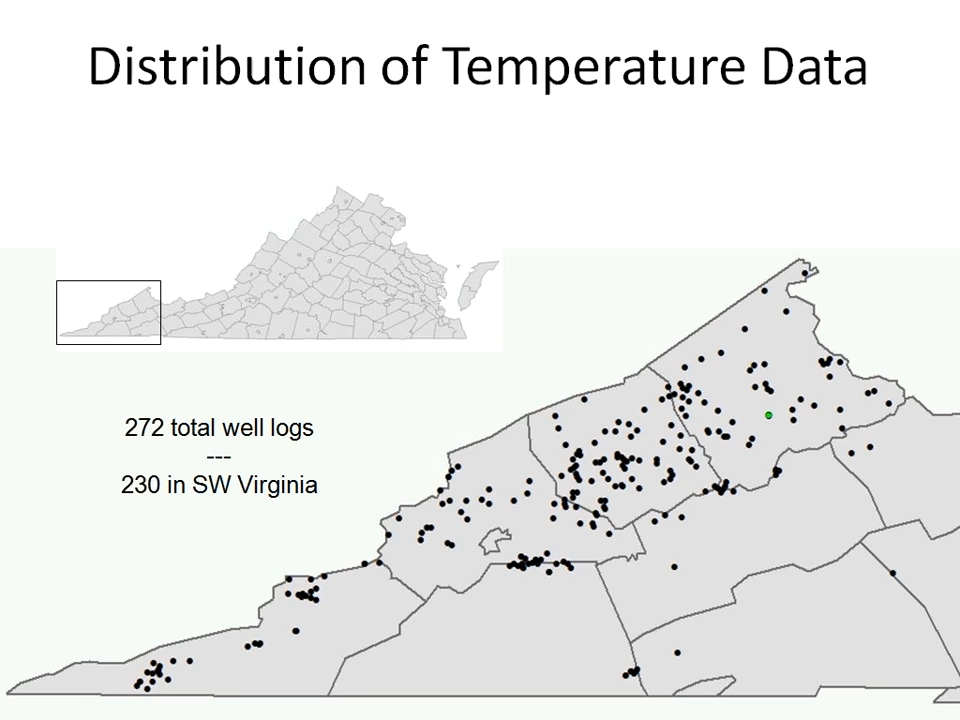 Distribution of Temperature Data
272 total well logs
---
230 in SW Virginia